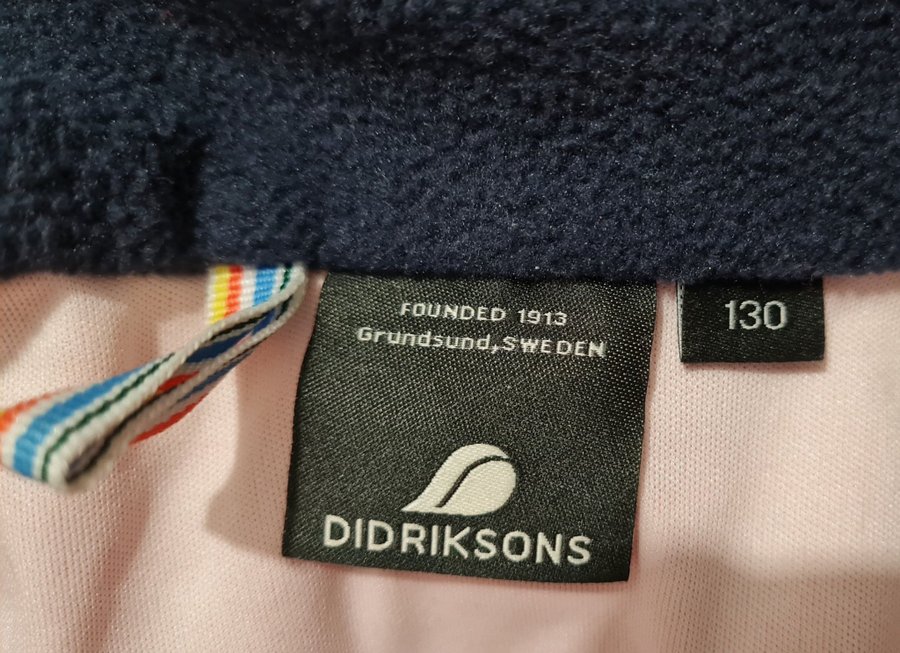 FOUNDED 1913
Grundsund,SWEDEN
DIDRIKSONS
130